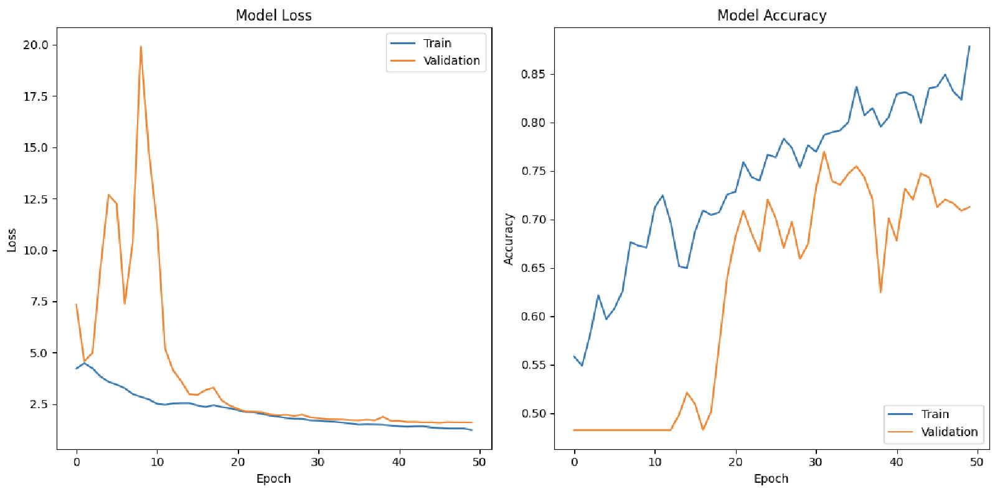 Model Loss
20.0
17.5
15.0
12.5
10.0
7.5
5.0
2.5
Loss
0 10 20 30 40 50
Epoch
Train
Validation
Model Accuracy
0.85
0.80
0.75
0.70
0.65
0.60
0.55
0.50
Accuracy
0 10 20 30 40 50
Epoch
Train
Validation